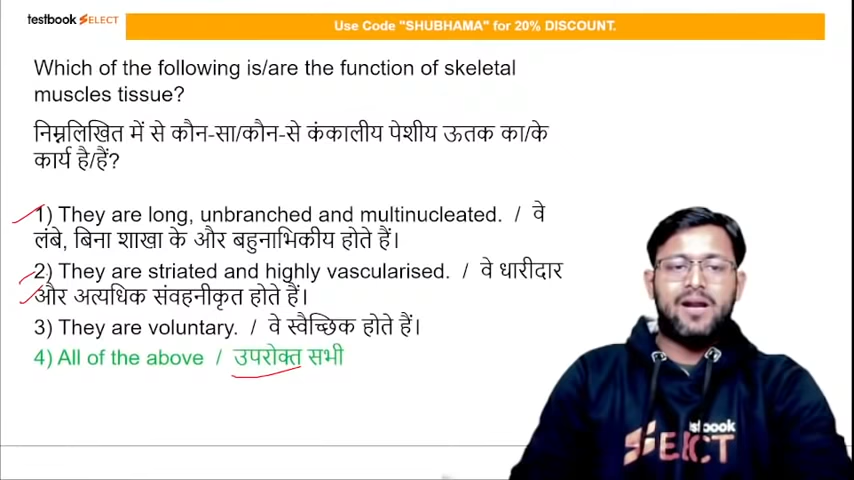 testbook SELECT
Use Code "SHUBHAMA" for 20% DISCOUNT.
Which of the following is/are the function of skeletal
muscles tissue?
निम्नलिखित में से कौन-सा/कौन-से कंकालीय पेशीय ऊतक का/के
कार्य है/हैं?
1) They are long, unbranched and multinucleated. / वे
लंबे, बिना शाखा के और बहुनाभिकीय होते हैं।
2) They are striated and highly vascularised. / वे धारीदार
और अत्यधिक संवहनीकृत होते हैं।
3) They are voluntary. / वे स्वैच्छिक होते हैं।
4) All of the above / उपरोक्त सभी
testbook
SELECT